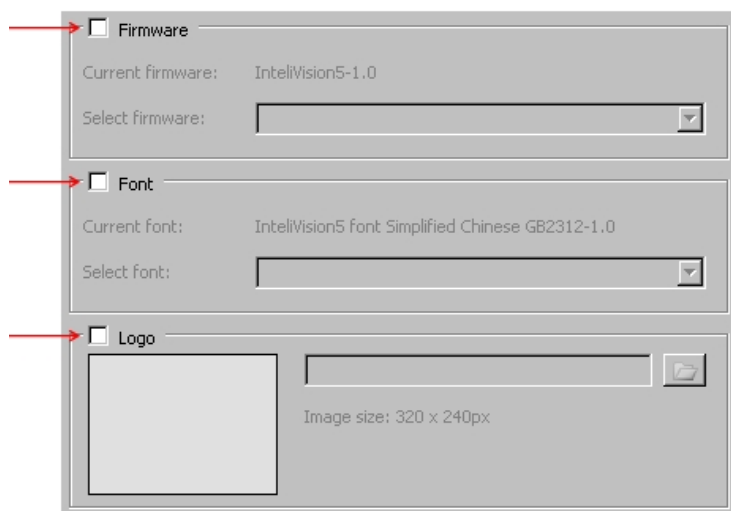 Firmware
Current firmware: InteliVision5-1.0
Select firmware:
Font
Current font: InteliVision5 font Simplified Chinese GB2312-1.0
Select font:
Logo
Image size: 320 x 240px